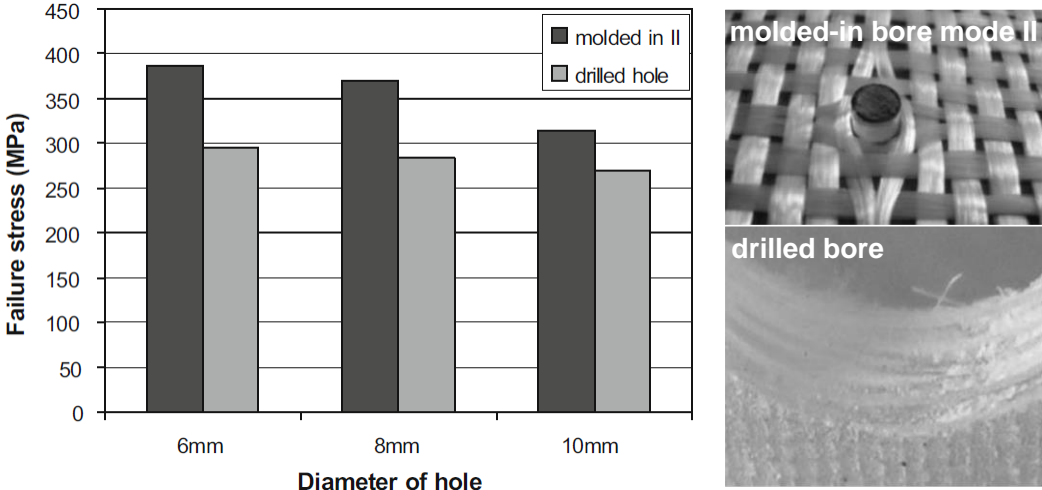 450
400
350
300
250
200
150
100
50
0
Failure stress (MPa)
molded in II
drilled hole
6mm
8mm
10mm
Diameter of hole
molded-in bore mode II
drilled bore